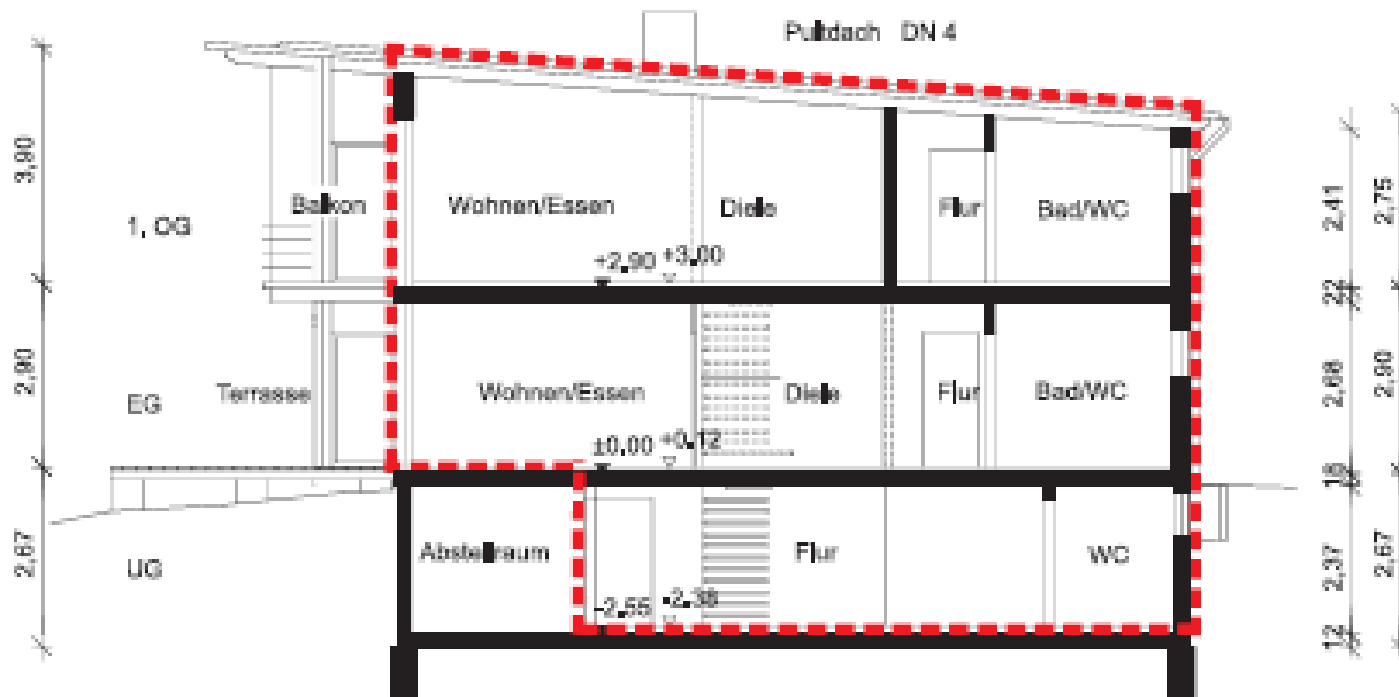 Pultdach DN 4
3,90
2,90
2,67
1. OG
EG
UG
Balkon
Wohnen/Essen
Diele
Flur
Bad/WC
+2.90 +3.00
Terrasse
Wohnen/Essen
Diele
Flur
Bad/WC
±0.00 +0.12
Abstellraum
Flur
WC
-2.55 -2.38
2,41
22
2,68
18
2,37
12
2,75
2,90
2,67